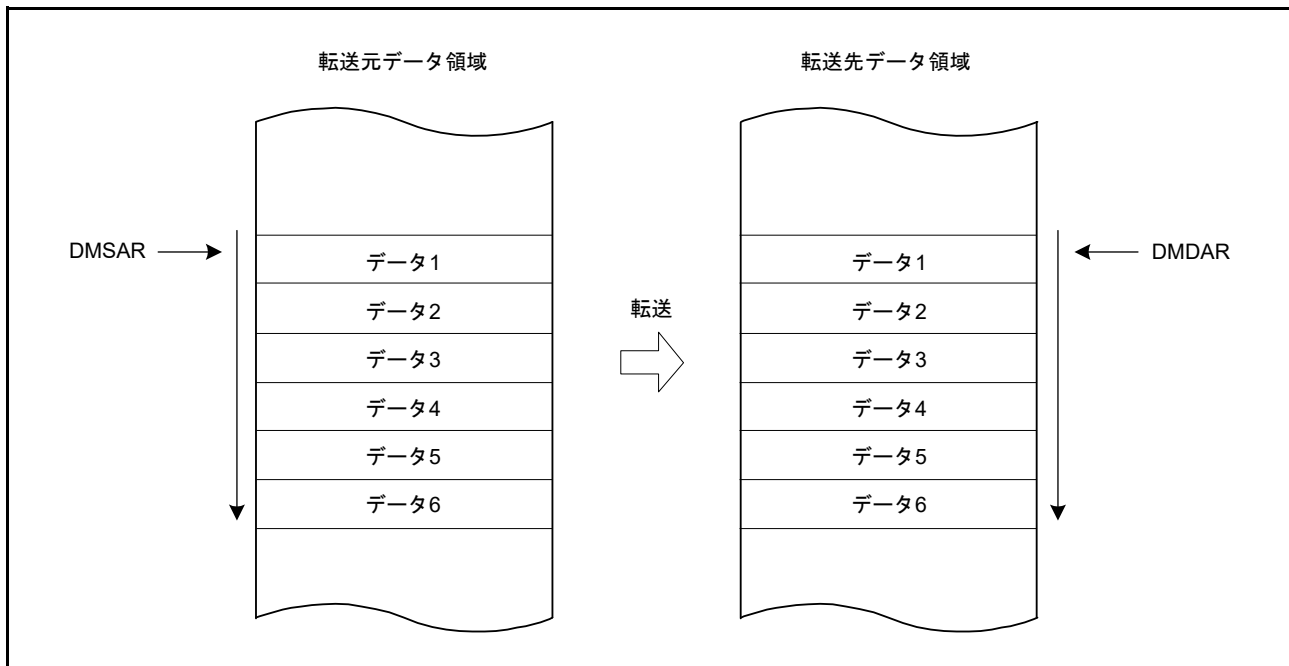 転送元データ領域
転送先データ領域
DMSAR
DMDAR
データ1
データ2
データ3
データ4
データ5
データ6
転送
データ1
データ2
データ3
データ4
データ5
データ6